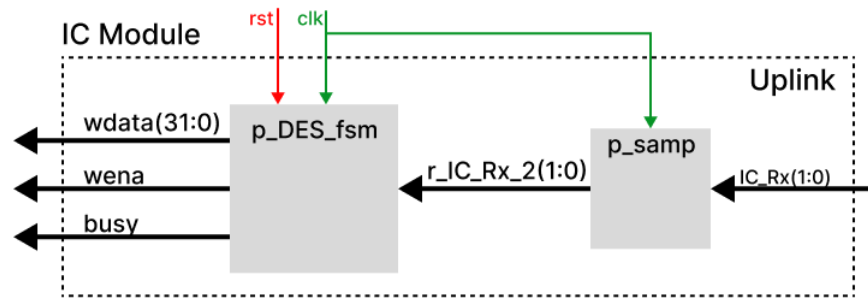 rst
clk
IC Module
Uplink
wdata(31:0)
p_DES_fsm
p_samp
wena
r_IC_Rx_2(1:0)
IC_Rx(1:0)
busy